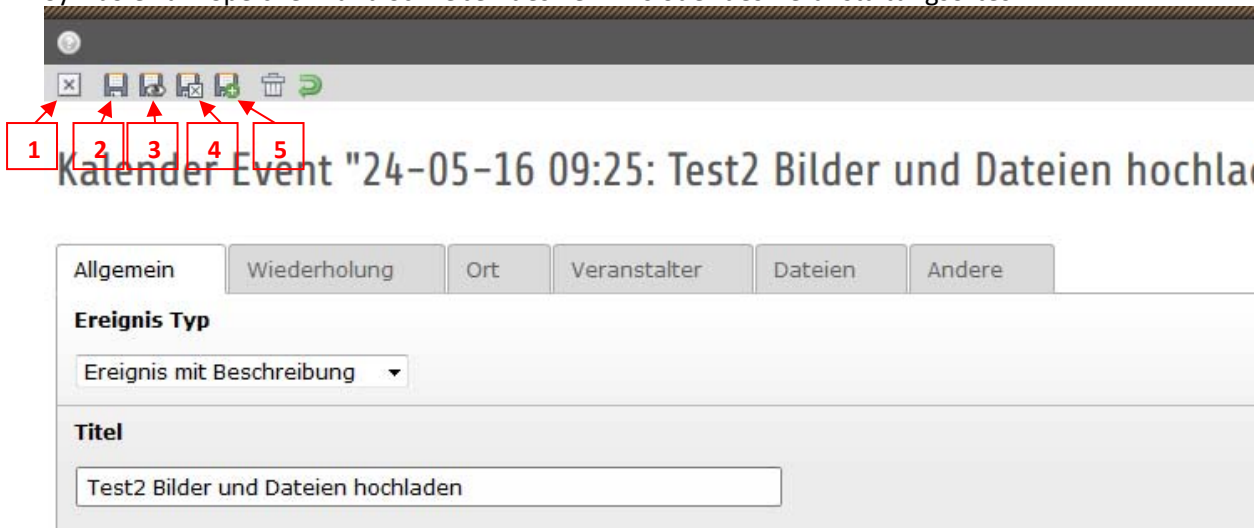 1 2 3 4 5
Kalender Event "24-05-16 09:25: Test2 Bilder und Dateien hochla
Allgemein Wiederholung Ort Veranstalter Dateien Andere
Ereignis Typ
Ereignis mit Beschreibung
Titel
Test2 Bilder und Dateien hochladen